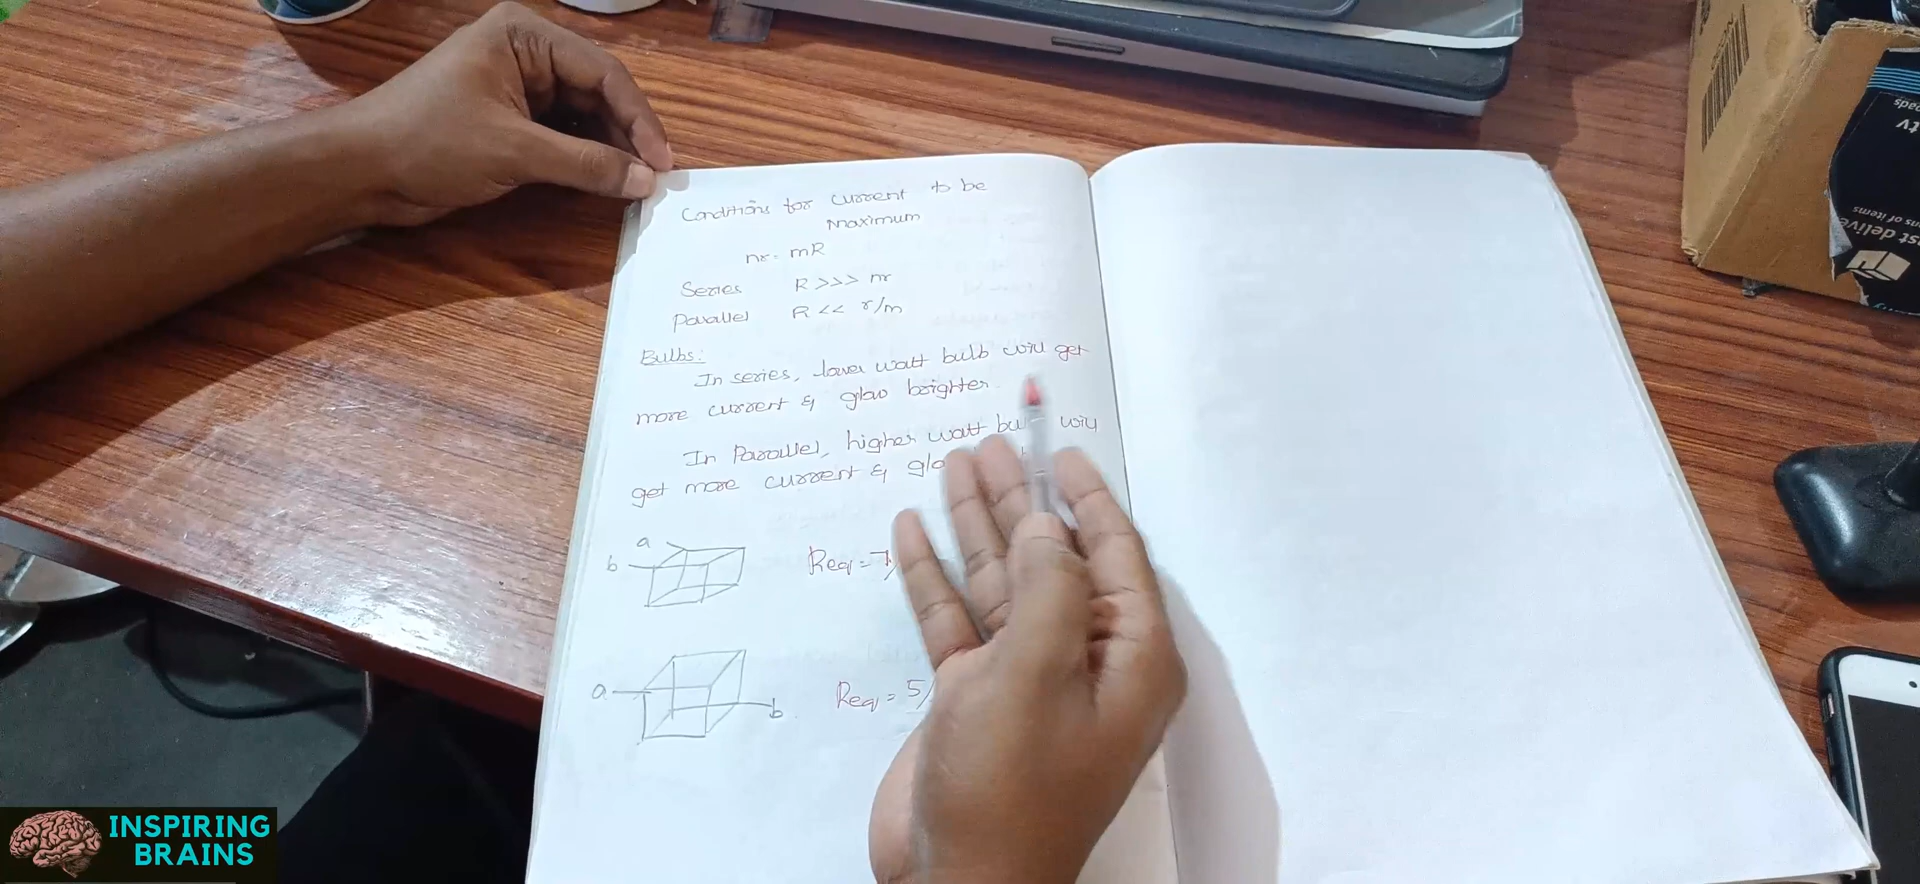 Conditions for current to be
Maximum
nr = mR
Series R >>> nr
Parallel R << r/m
Bulbs:
In series, lower watt bulb will get
more current & glow brighter.
In Parallel, higher watt bulb will
get more current & glo
a
b
Req = 7/
a
b
Req = 5/
INSPIRING
BRAINS